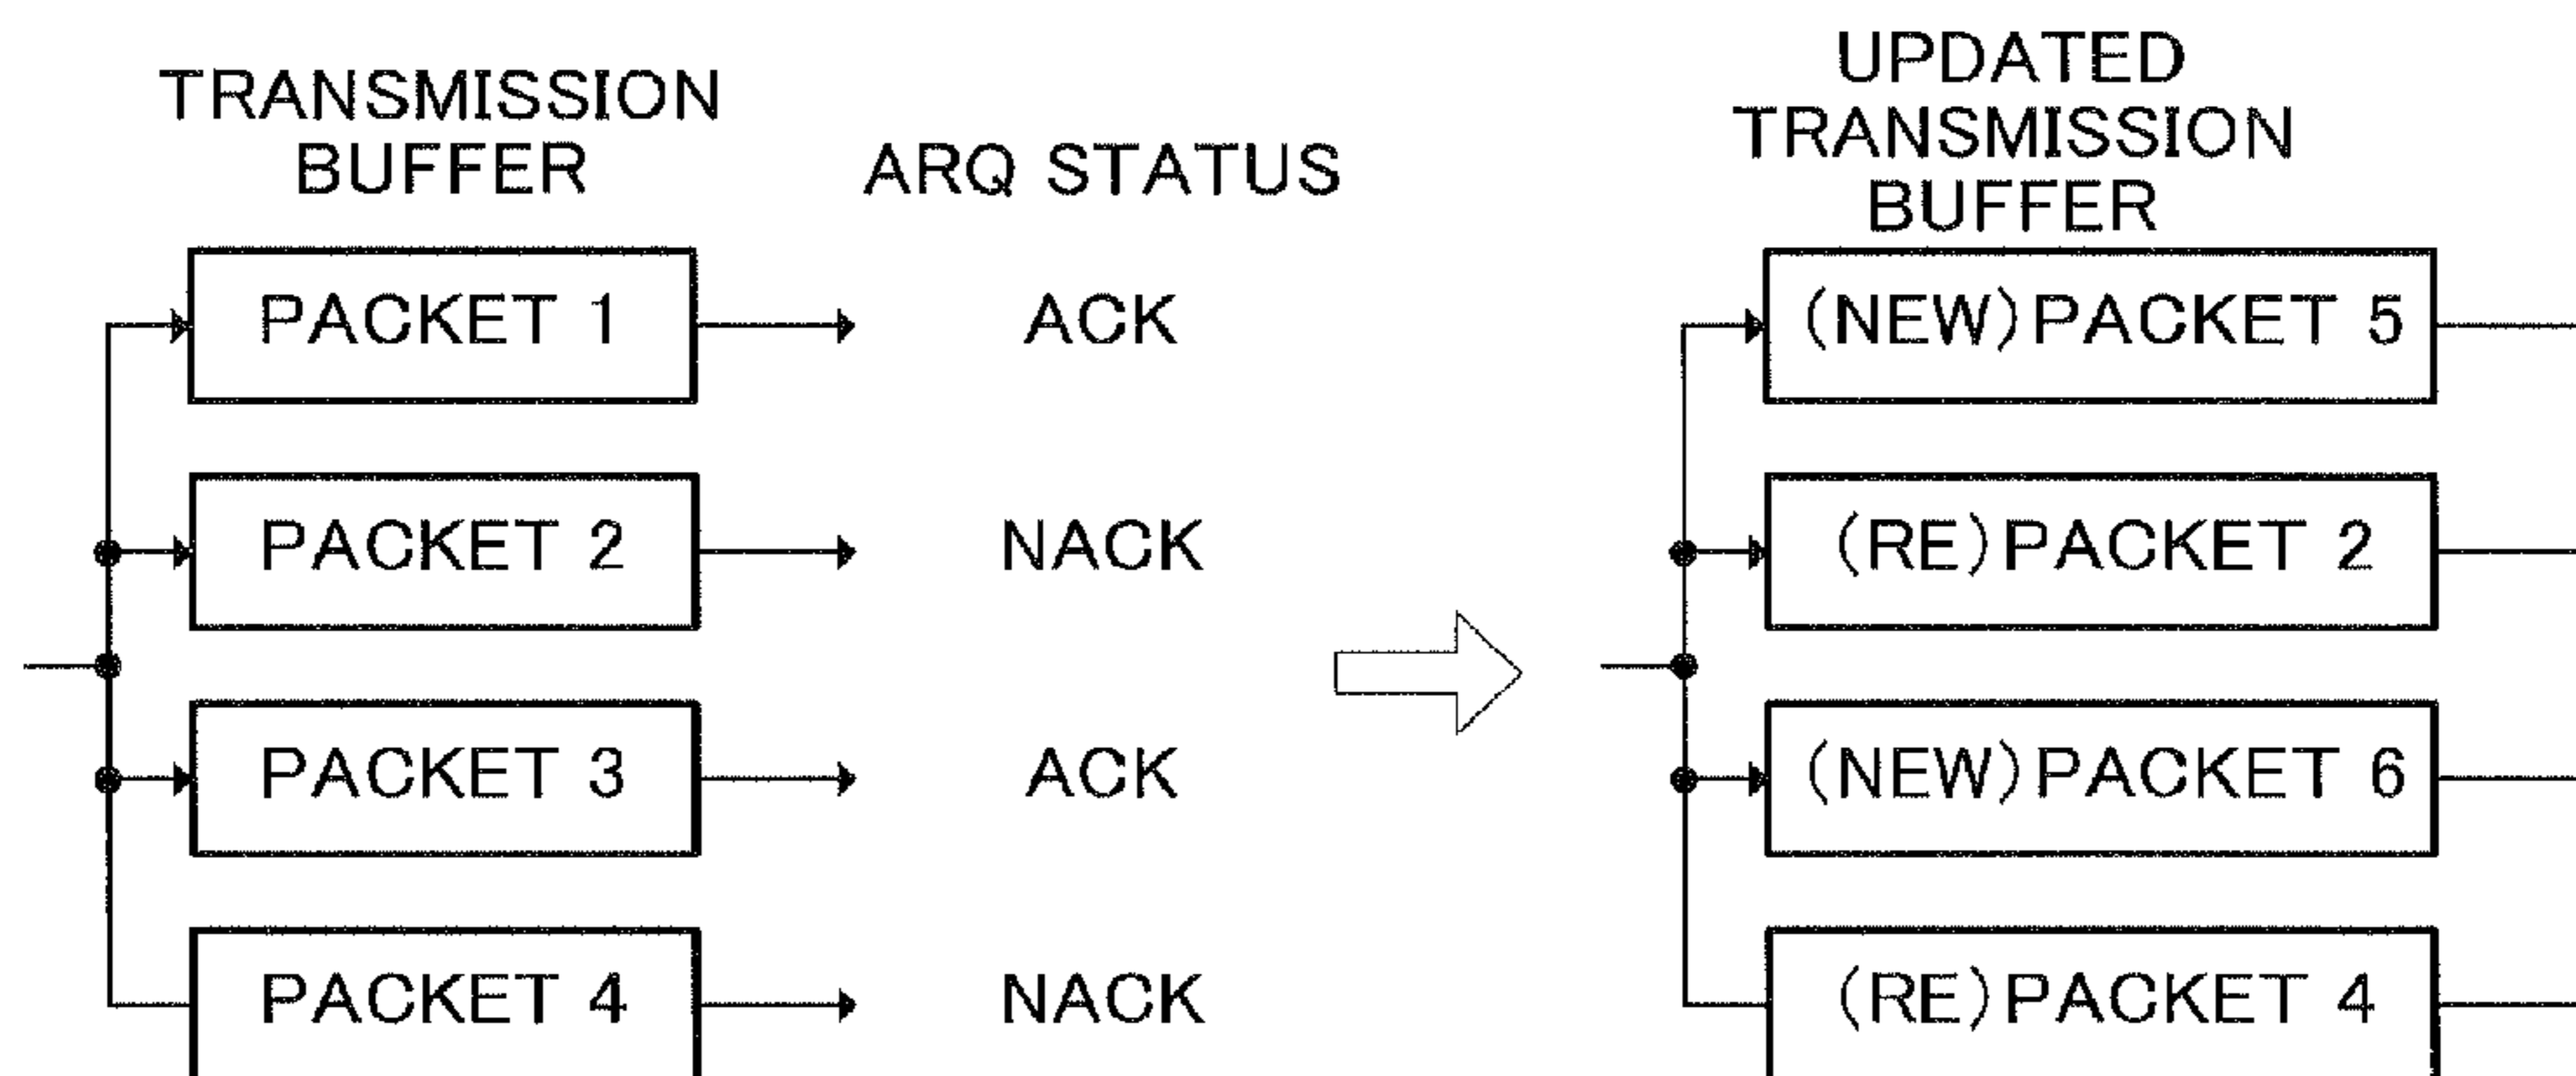 TRANSMISSION
BUFFER
ARQ STATUS
UPDATED
TRANSMISSION
BUFFER
PACKET 1
ACK
(NEW)PACKET 5
PACKET 2
NACK
(RE)PACKET 2
PACKET 3
ACK
(NEW)PACKET 6
PACKET 4
NACK
(RE)PACKET 4